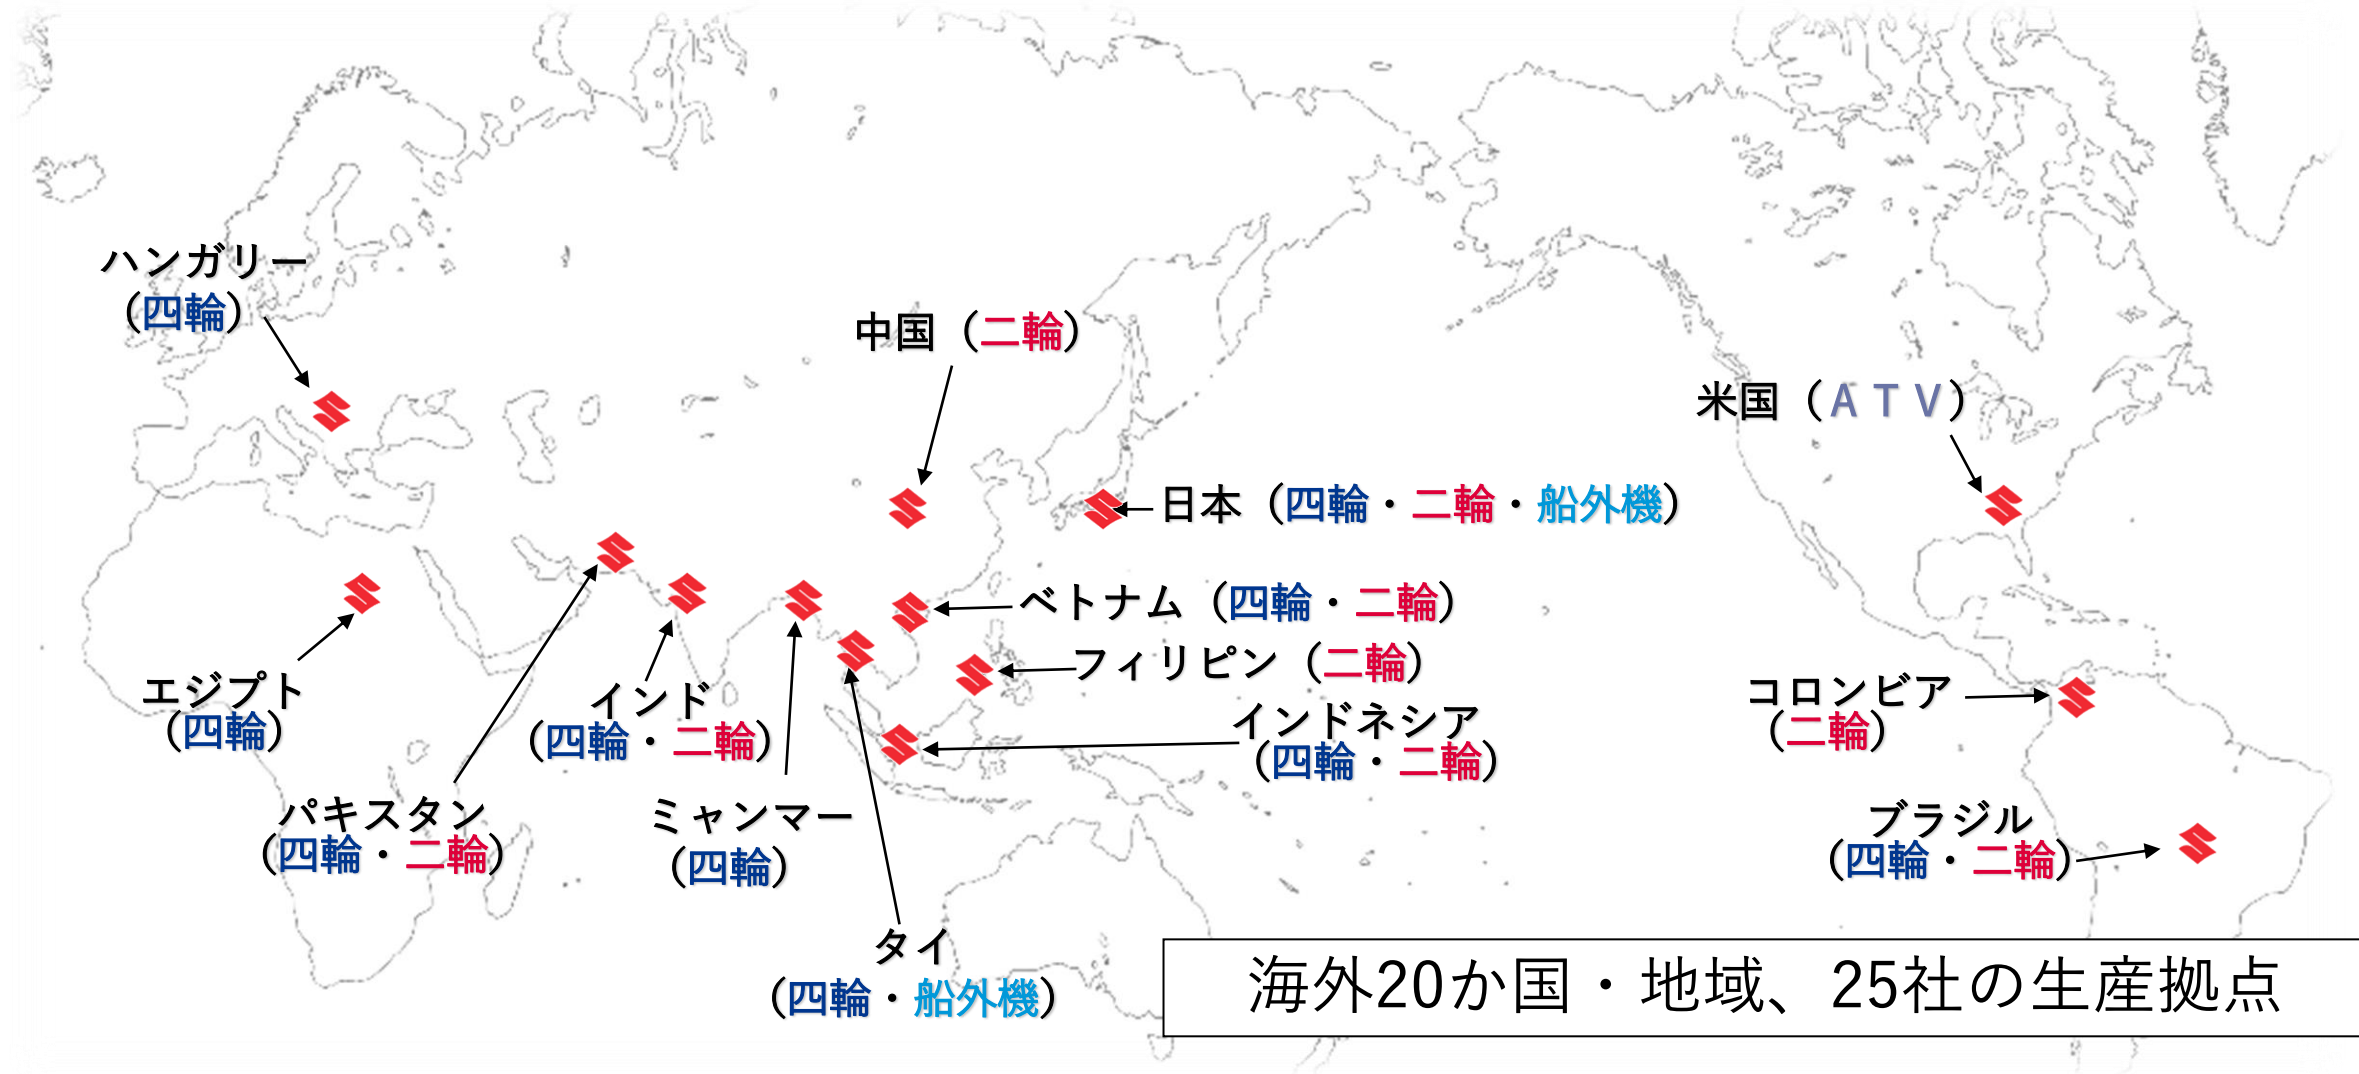 ハンガリー
（四輪）
中国（二輪）
米国（ＡＴＶ）
日本（四輪・二輪・船外機）
ベトナム（四輪・二輪）
フィリピン（二輪）
エジプト
（四輪）
インド
（四輪・二輪）
インドネシア
（四輪・二輪）
コロンビア
（二輪）
パキスタン
（四輪・二輪）
ミャンマー
（四輪）
ブラジル
（四輪・二輪）
タイ
（四輪・船外機）
海外20か国・地域、25社の生産拠点